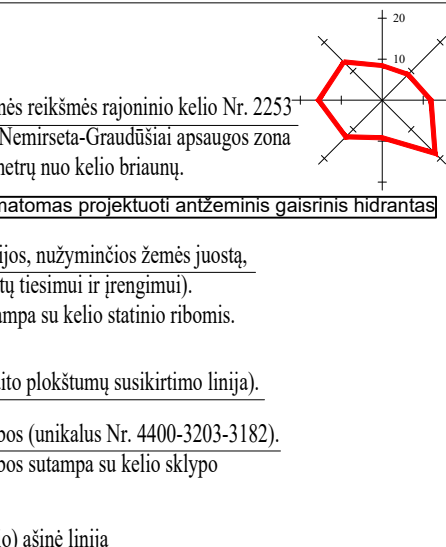 20
10
nės reikšmės rajoninio kelio Nr. 2253
Nemirseta-Graudūšiai apsaugos zona
metrų nuo kelio briaunų.
matomas projektuoti antžeminis gaisrinis hidrantas
ijos, nužyminčios žemės juostą,
tų tiesimui ir įrengimui).
ampa su kelio statinio ribomis.
ito plokštumų susikirtimo linija).
bos (unikalus Nr. 4400-3203-3182).
bos sutampa su kelio sklypo
io) ašinė linija